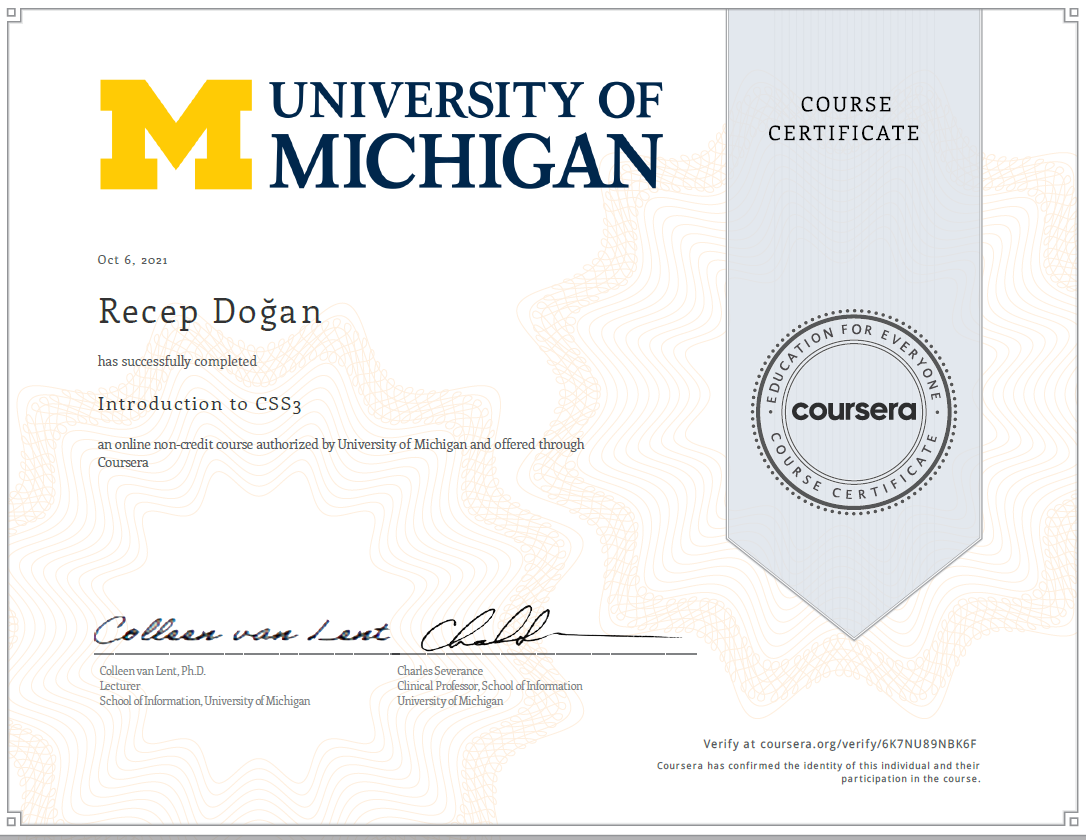 UNIVERSITY OF
MICHIGAN
COURSE
CERTIFICATE
Oct 6, 2021
Recep Doğan
has successfully completed
Introduction to CSS3
an online non-credit course authorized by University of Michigan and offered through
Coursera
EDUCATION FOR EVERYONE
coursera
COURSE CERTIFICATE
Colleen van Lent
Colleen van Lent, Ph.D.
Lecturer
School of Information, University of Michigan
Charles Severance
Clinical Professor, School of Information
University of Michigan
Verify at coursera.org/verify/6K7NU89NBK6F
Coursera has confirmed the identity of this individual and their
participation in the course.